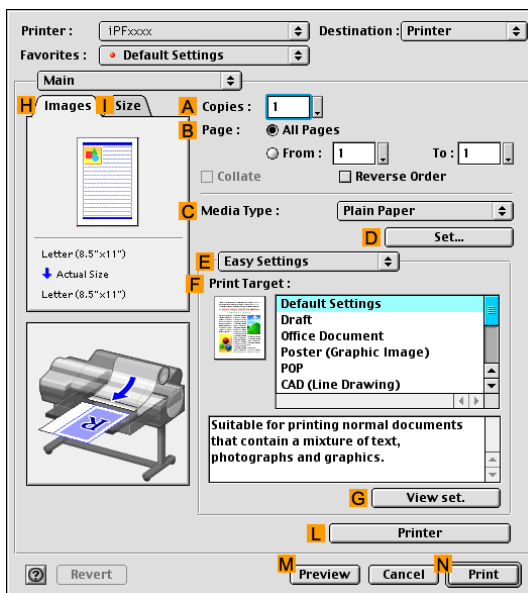 Printer : iPFxxxx Destination : Printer
Favorites : Default Settings
Main
H Images I Size
A Copies : 1
B Page : All Pages
From : 1 To : 1
Collate Reverse Order
C Media Type : Plain Paper
D Set...
Letter (8.5"x11")
Actual Size
Letter (8.5"x11")
E Easy Settings
F Print Target :
Default Settings
Draft
Office Document
Poster (Graphic Image)
POP
CAD (Line Drawing)
R
Suitable for printing normal documents
that contain a mixture of text,
photographs and graphics.
G View set.
L Printer
? Revert M Preview Cancel N Print